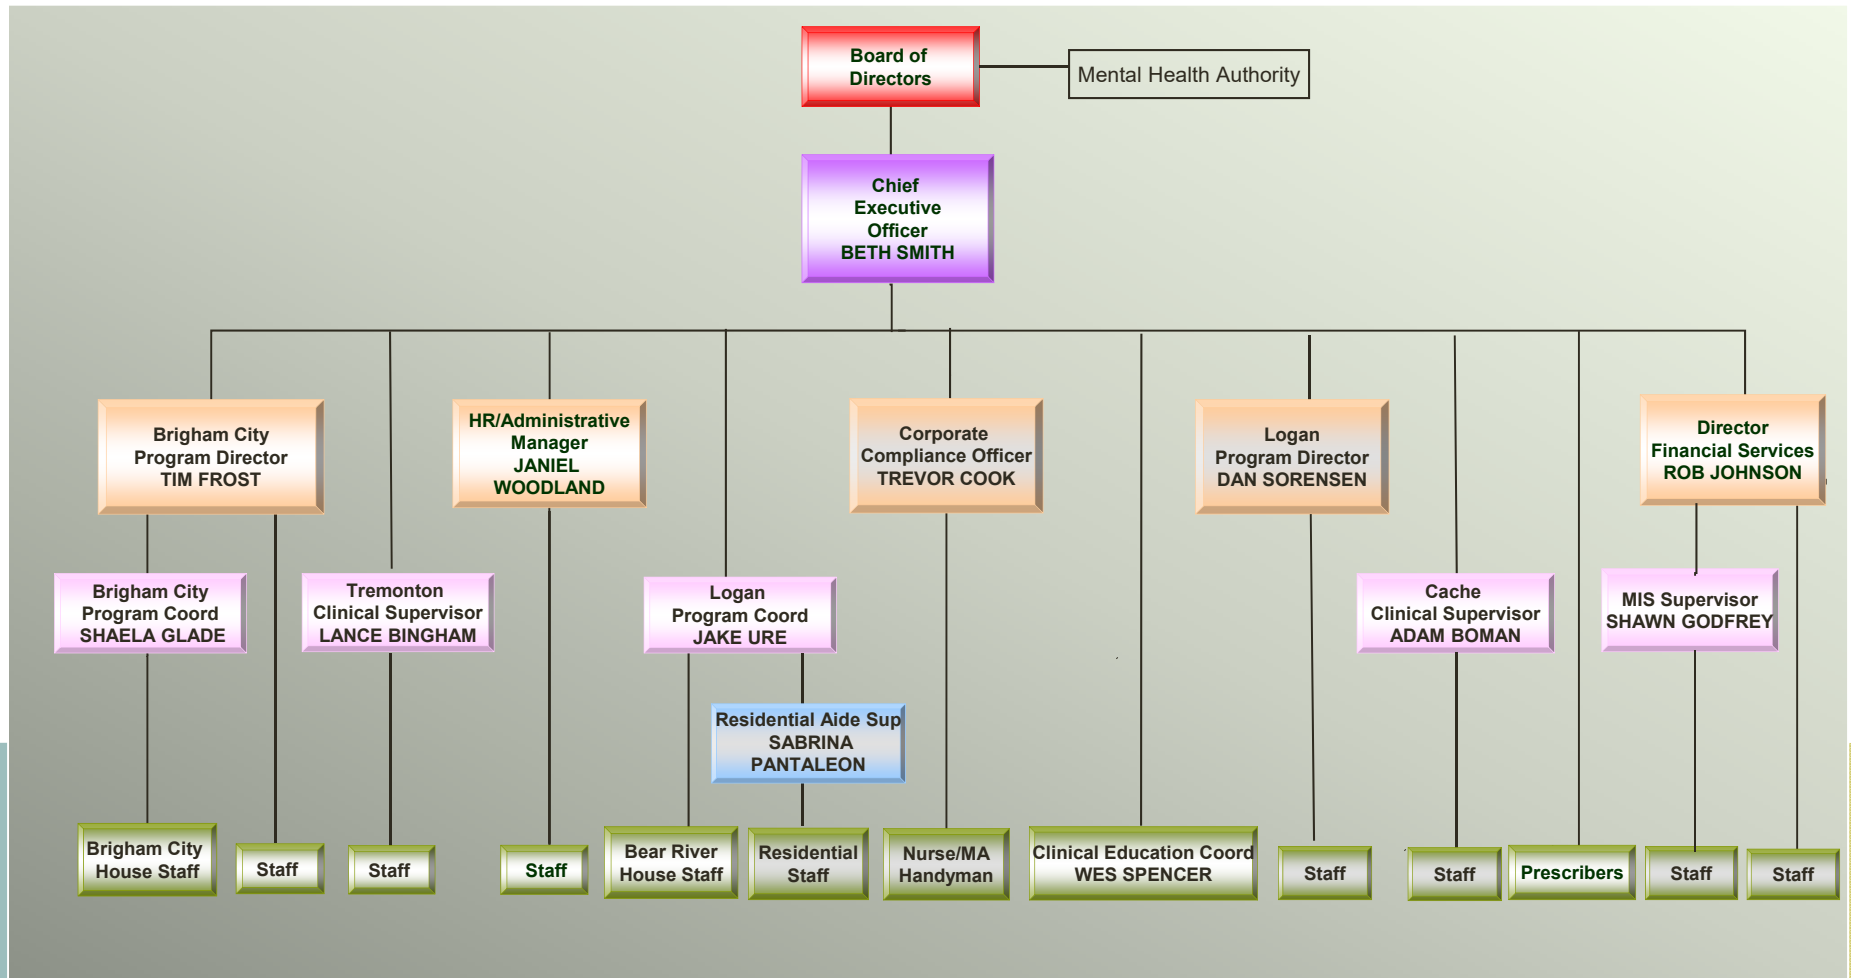 Board of
Directors
Mental Health Authority
Chief
Executive
Officer
BETH SMITH
Brigham City
Program Director
TIM FROST
HR/Administrative
Manager
JANIEL
WOODLAND
Corporate
Compliance Officer
TREVOR COOK
Logan
Program Director
DAN SORENSEN
Director
Financial Services
ROB JOHNSON
Brigham City
Program Coord
SHAELA GLADE
Tremonton
Clinical Supervisor
LANCE BINGHAM
Logan
Program Coord
JAKE URE
Cache
Clinical Supervisor
ADAM BOMAN
MIS Supervisor
SHAWN GODFREY
Residential Aide Sup
SABRINA
PANTALEON
Brigham City
House Staff
Staff
Staff
Staff
Bear River
House Staff
Residential
Staff
Nurse/MA
Handyman
Clinical Education Coord
WES SPENCER
Staff
Staff
Prescribers
Staff
Staff